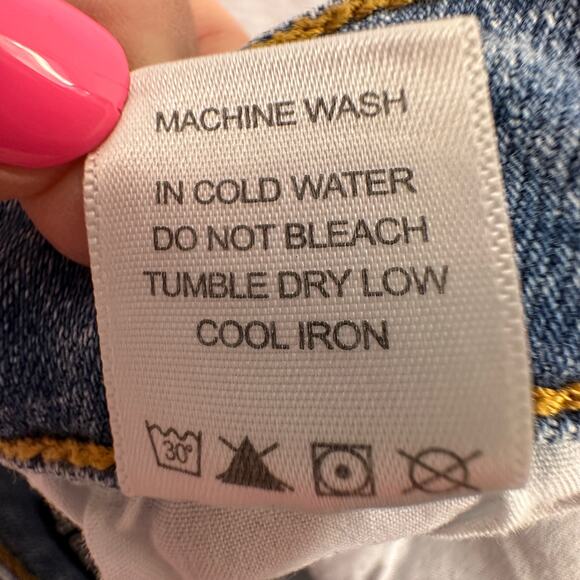 MACHINE WASH
IN COLD WATER
DO NOT BLEACH
TUMBLE DRY LOW
COOL IRON
30°